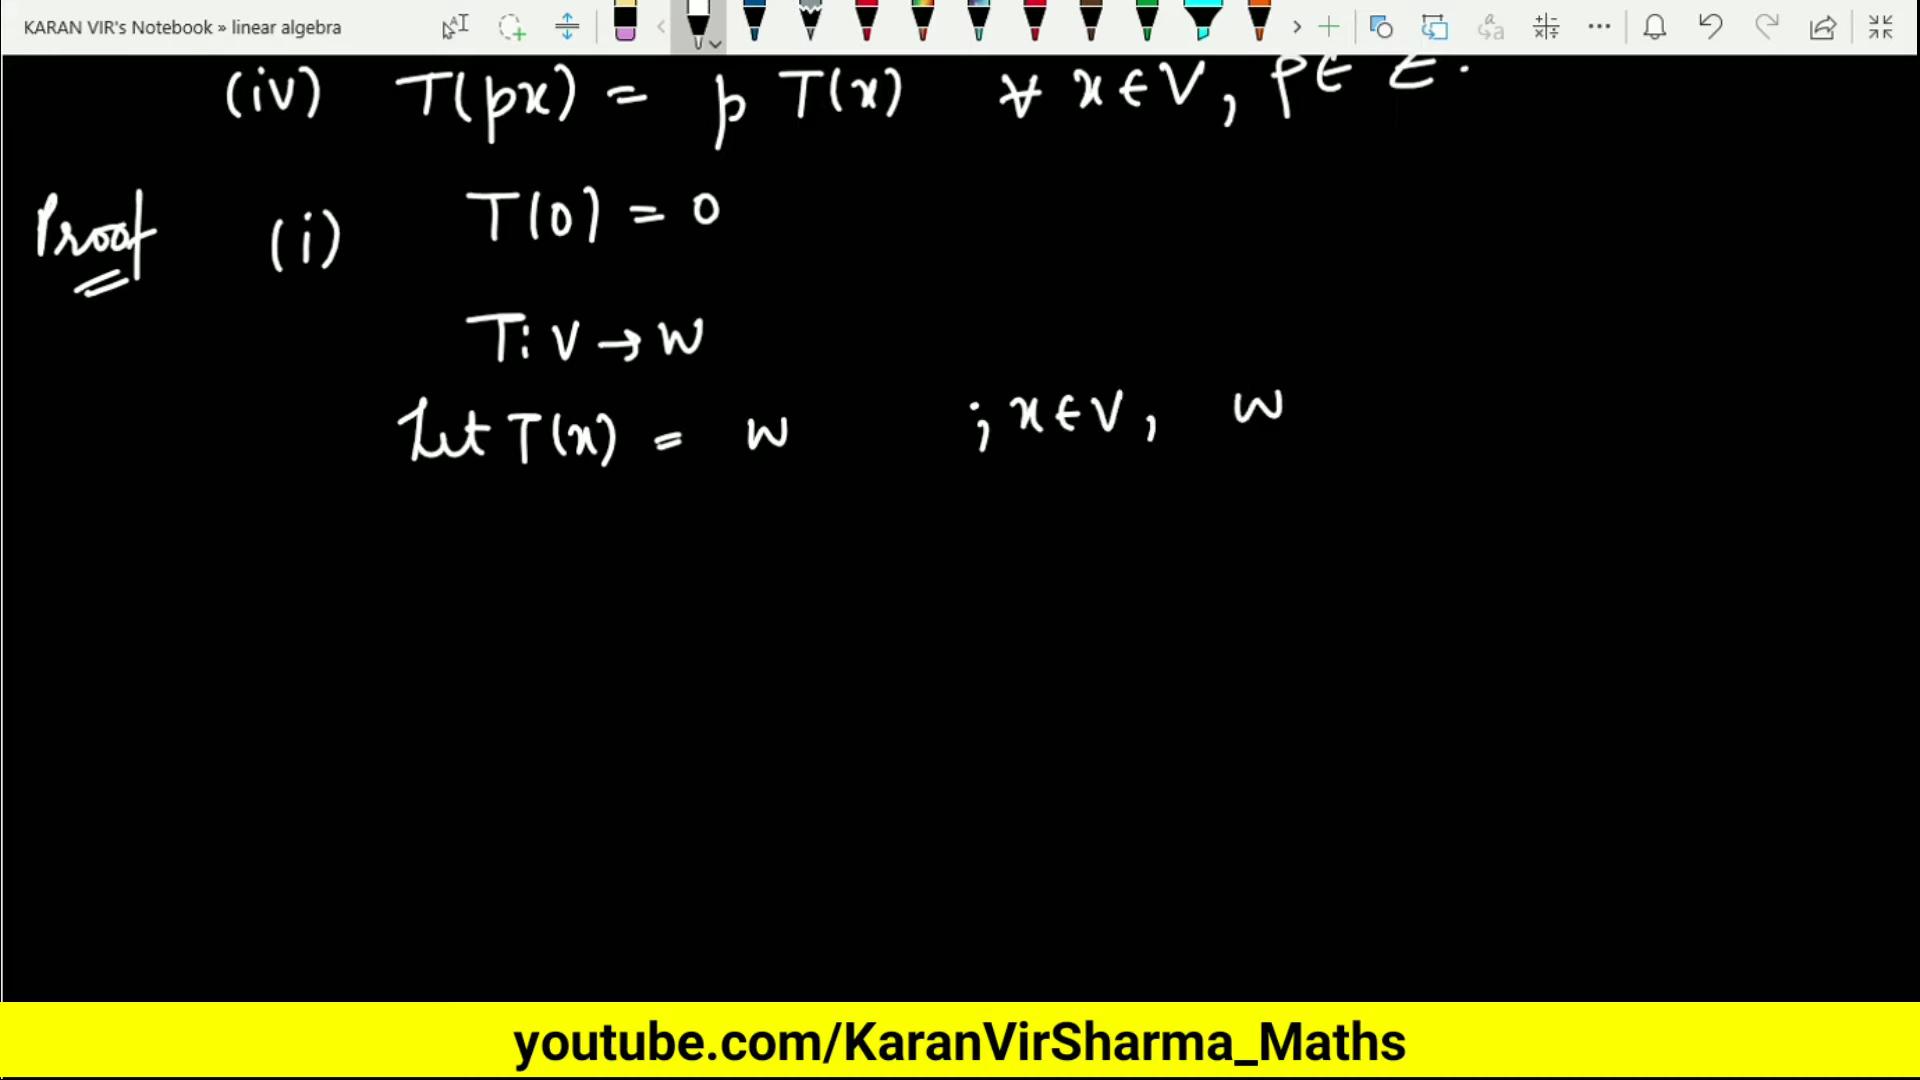 KARAN VIR's Notebook » linear algebra
(iv) T(px) = p T(x) ∀ x ∈ V, p ∈ Z.
Proof (i) T(0) = 0
T: V → W
Let T(x) = w ; x ∈ V, w
youtube.com/KaranVirSharma_Maths